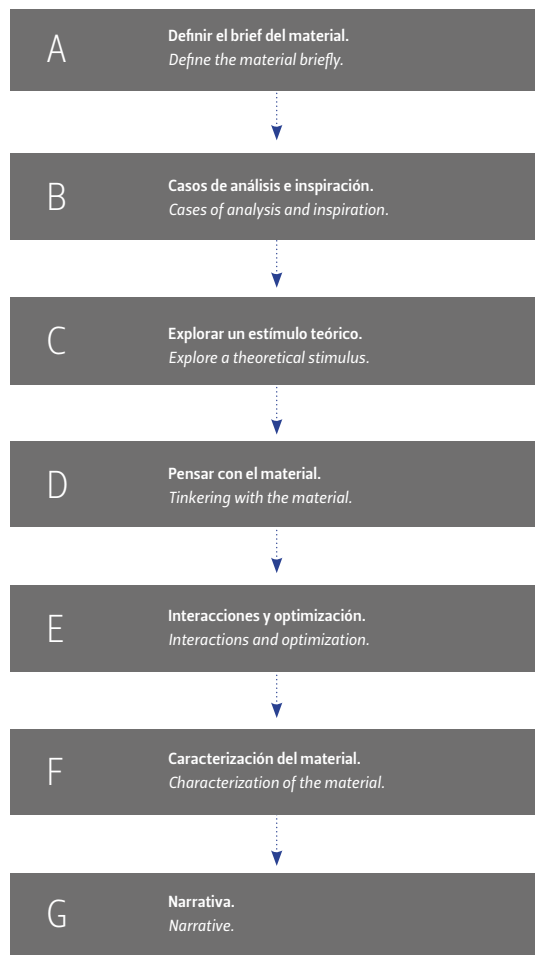 A
Definir el brief del material.
Define the material briefly.
B
Casos de análisis e inspiración.
Cases of analysis and inspiration.
C
Explorar un estímulo teórico.
Explore a theoretical stimulus.
D
Pensar con el material.
Tinkering with the material.
E
Interacciones y optimización.
Interactions and optimization.
F
Caracterización del material.
Characterization of the material.
G
Narrativa.
Narrative.